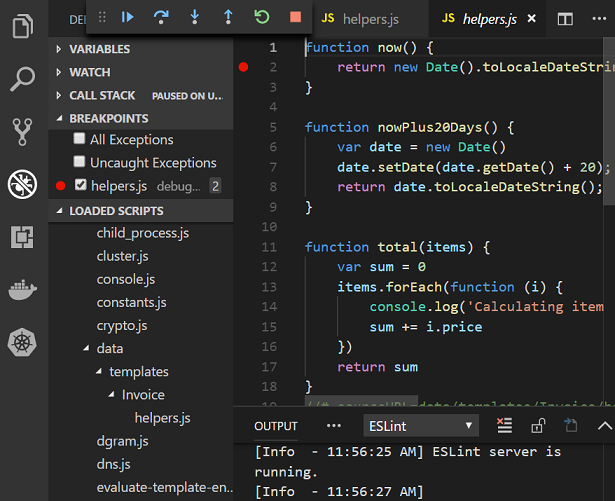 DE
VARIABLES
WATCH
CALL STACK PAUSED ON U...
BREAKPOINTS
All Exceptions
Uncaught Exceptions
helpers.js debug... 2
LOADED SCRIPTS
child_process.js
cluster.js
console.js
constants.js
crypto.js
data
templates
Invoice
helpers.js
dgram.js
dns.js
evaluate-template-en...
JS helpers.js
JS helpers.js ×
1 function now() {
2 return new Date().toLocaleDateStrin
3 }
4
5 function nowPlus20Days() {
6 var date = new Date()
7 date.setDate(date.getDate() + 20);
8 return date.toLocaleDateString();
9 }
10
11 function total(items) {
12 var sum = 0
13 items.forEach(function (i) {
14 console.log('Calculating item
15 sum += i.price
16 })
17 return sum
18 }
OUTPUT ... ESLint
[Info - 11:56:25 AM] ESLint server is
running.
[Info - 11:56:27 AM]